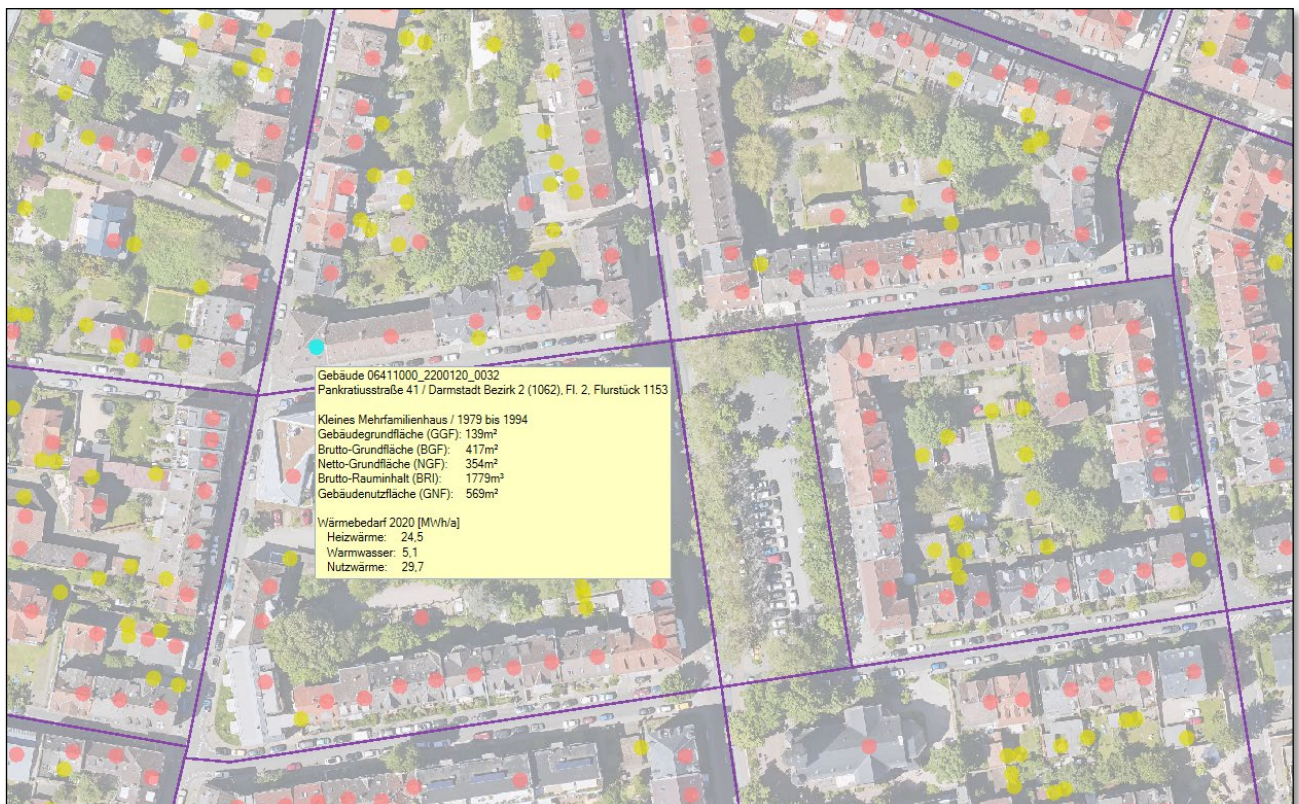 Gebäude 06411000_2200120_0032
Pankratiusstraße 41 / Darmstadt Bezirk 2 (1062), Fl. 2, Flurstück 1153
Kleines Mehrfamilienhaus / 1979 bis 1994
Gebäudegrundfläche (GGF): 139m²
Brutto-Grundfläche (BGF): 417m²
Netto-Grundfläche (NGF): 354m²
Brutto-Rauminhalt (BRI): 1779m³
Gebäudenutzfläche (GNF): 569m²
Wärmebedarf 2020 [MWh/a]
Heizwärme: 24,5
Warmwasser: 5,1
Nutzwärme: 29,7